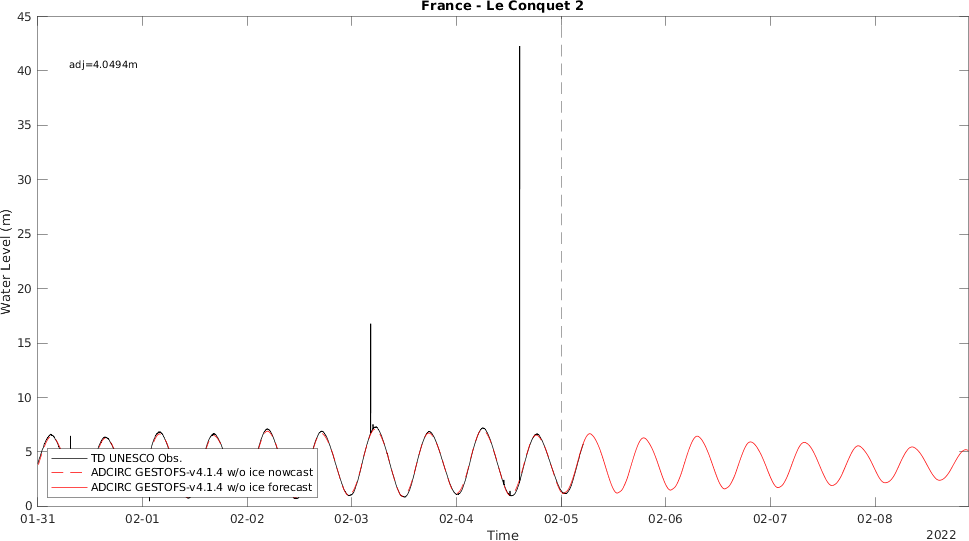 France - Le Conquet 2
adj=4.0494m
45
40
35
30
25
20
15
10
5
0
Water Level (m)
TD UNESCO Obs.
ADCIRC GESTOFS-v4.1.4 w/o ice nowcast
ADCIRC GESTOFS-v4.1.4 w/o ice forecast
01-31 02-01 02-02 02-03 02-04 02-05 02-06 02-07 02-08
Time
2022